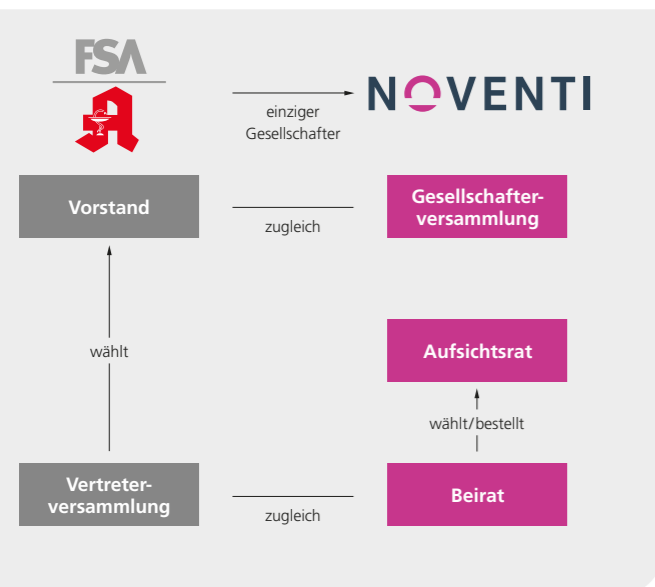 FSA
NOVENTI
einziger
Gesellschafter
Vorstand
zugleich
Gesellschafter-
versammlung
wählt
Aufsichtsrat
wählt/bestellt
Vertreter-
versammlung
zugleich
Beirat